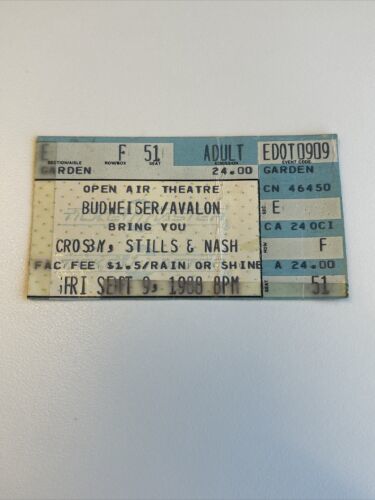 E F 51 ADULT EDOT0909
SECTION/AISLE ROW/BOX SEAT ADMISSION EVENT CODE
GARDEN 24.00 GARDEN
OPEN AIR THEATRE CN 46450
BUDWEISER/AVALON E
BRING YOU CA 24OCI
CROSBY, STILLS & NASH F
FAC FEE $1.5/RAIN OR SHINE A 24.00
FRI SEPT 9, 1988 8PM 51